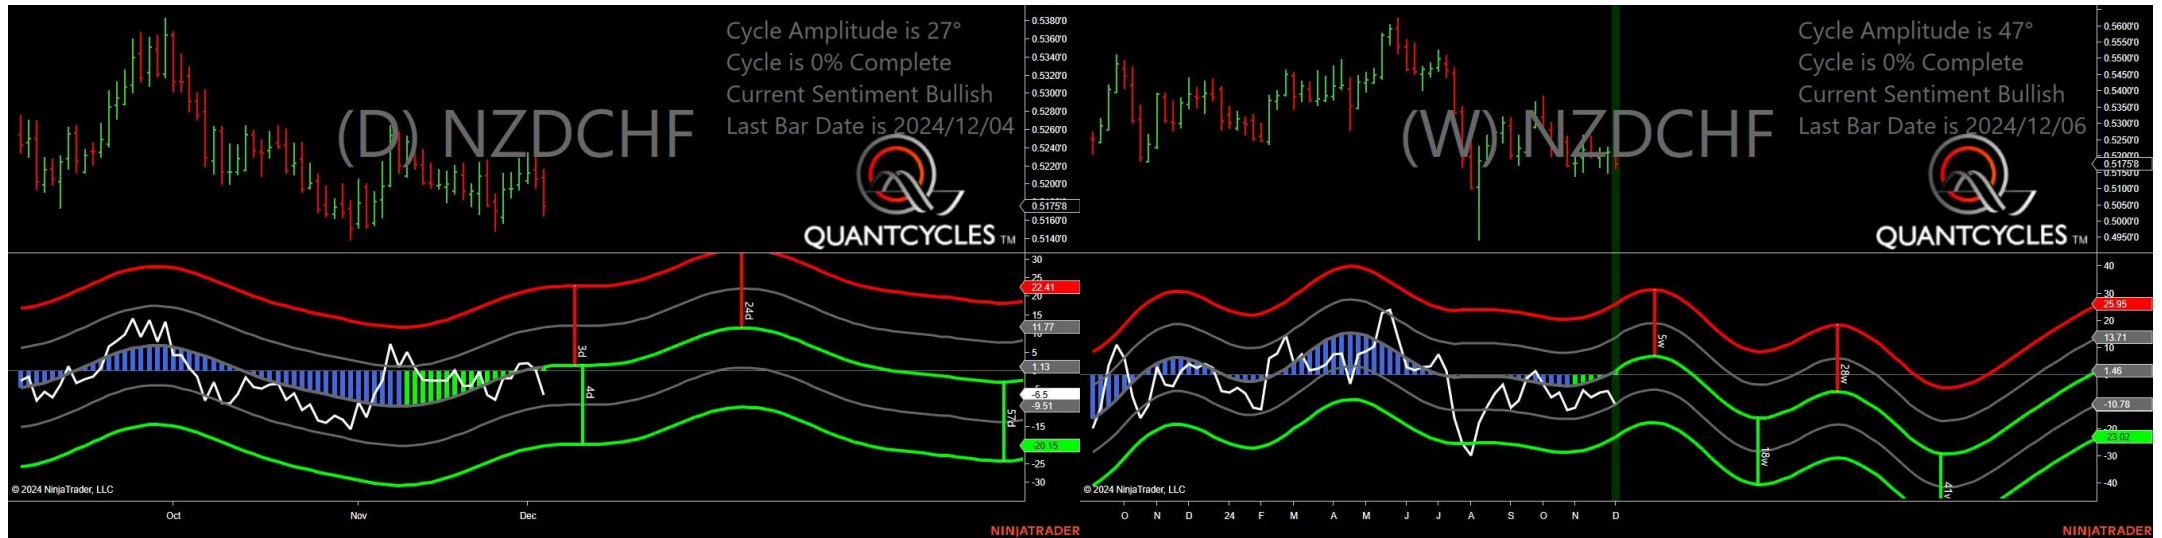 (D) NZDCHF
Cycle Amplitude is 27°
Cycle is 0% Complete
Current Sentiment Bullish
Last Bar Date is 2024/12/04
QUANTCYCLES TM
0.5380'0
0.5360'0
0.5340'0
0.5320'0
0.5300'0
0.5280'0
0.5260'0
0.5240'0
0.5220'0
0.5200'0
0.5175'8
0.5160'0
0.5140'0
30
25
22.41
20
15
11.77
5
1.13
-6.5
-9.51
-15
-20.15
-25
-30
3d
4d
24d
57d
© 2024 NinjaTrader, LLC
Oct
Nov
Dec
NINJATRADER
(W) NZDCHF
Cycle Amplitude is 47°
Cycle is 0% Complete
Current Sentiment Bullish
Last Bar Date is 2024/12/06
QUANTCYCLES TM
0.5600'0
0.5550'0
0.5500'0
0.5450'0
0.5400'0
0.5350'0
0.5300'0
0.5250'0
0.5200'0
0.5175'8
0.5150'0
0.5100'0
0.5050'0
0.5000'0
0.4950'0
40
30
25.95
20
13.71
10
1.46
-10.78
-20
-23.02
-30
-40
5w
18w
28w
© 2024 NinjaTrader, LLC
O
N
D
24
F
M
A
M
J
J
A
S
O
N
D
NINJATRADER